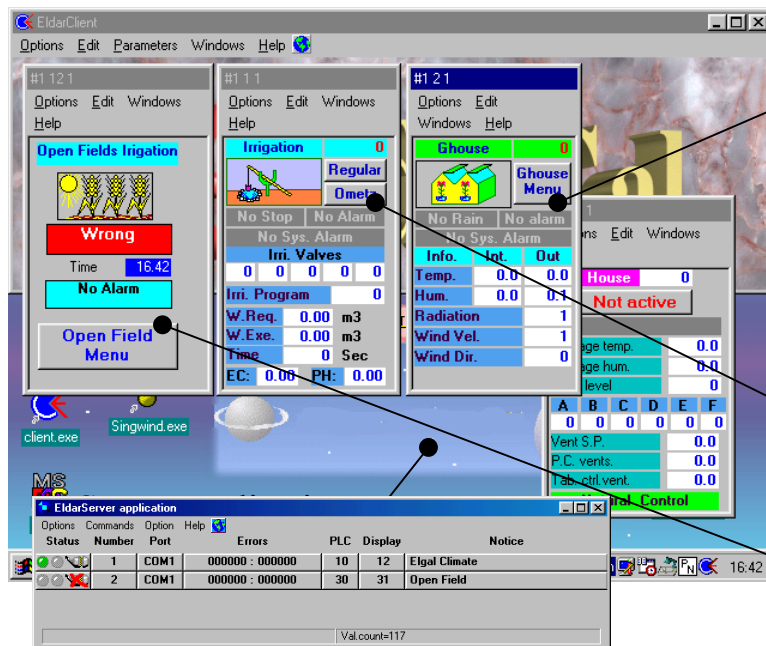 EldarClient
Options Edit Parameters Windows Help
#1 12 1
Options Edit Windows
Help
Open Fields Irigation
Wrong
Time 16.42
No Alarm
Open Field
Menu
#1 1 1
Options Edit Windows
Help
Irrigation 0
Regular
No Stop No Alarm
No Sys. Alarm
Irri. Valves
0 0 0 0 0
Irri. Program 0
W.Req. 0.00 m3
W.Exe. 0.00 m3
Time 0 Sec
EC: 0.00 PH: 0.00
#1 2 1
Options Edit
Windows Help
Ghouse 0
Ghouse
Menu
No Rain No alarm
No Sys. Alarm
Info. Int. Out
Temp. 0.0 0.0
Hum. 0.0 0.1
Radiation 1
Wind Vel. 1
Wind Dir. 0
Edit Windows
House 0
Not active
temp. 0.0
hum. 0.0
level 0
A B C D E F
0 0 0 0 0 0
Vent S.P. 0.0
P.C. vents. 0.0
Tab. ctrl.vent. 0.0
Control
client.exe
Singwind.exe
MS
EldarServer application
Options Commands Option Help
Status Number Port Errors PLC Display Notice
1 COM1 000000 : 000000 10 12 Elgal Climate
2 COM1 000000 : 000000 30 31 Open Field
Val.count=117
16:42